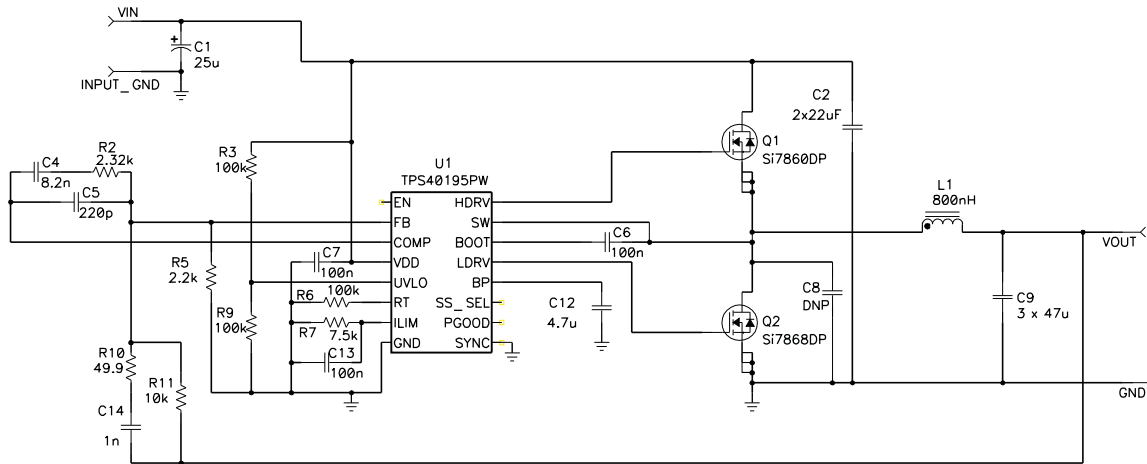 VIN
C1
25u
INPUT_GND
C2
2x22uF
Q1
Si7860DP
R2
2.32k
C4
8.2n
C5
220p
R3
100k
U1
TPS40195PW
EN
FB
COMP
VDD
UVLO
RT
ILIM
GND
HDRV
SW
BOOT
LDRV
BP
SS_SEL
PGOOD
SYNC
L1
800nH
VOUT
C6
100n
C7
100n
R5
2.2k
R6
100k
R7
7.5k
R9
100k
C13
100n
C12
4.7u
C8
DNP
C9
3 x 47u
Q2
Si7868DP
GND
R10
49.9
R11
10k
C14
1n